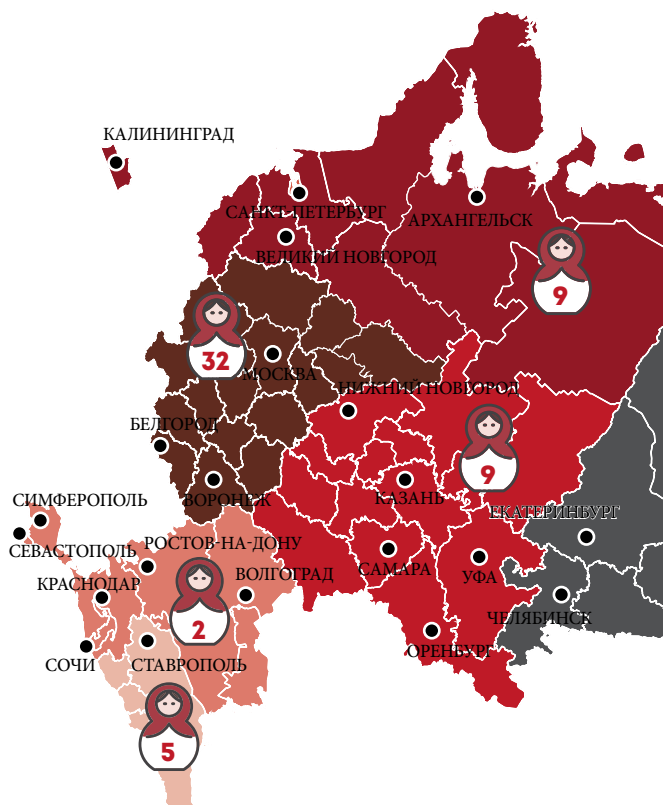 КАЛИНИНГРАД
САНКТ-ПЕТЕРБУРГ
АРХАНГЕЛЬСК
ВЕЛИКИЙ НОВГОРОД
9
32
МОСКВА
НИЖНИЙ НОВГОРОД
БЕЛГОРОД
9
ВОРОНЕЖ
КАЗАНЬ
СИМФЕРОПОЛЬ
ЕКАТЕРИНБУРГ
СЕВАСТОПОЛЬ
РОСТОВ-НА-ДОНУ
САМАРА
УФА
КРАСНОДАР
ВОЛГОГРАД
ЧЕЛЯБИНСК
2
СОЧИ
СТАВРОПОЛЬ
ОРЕНБУРГ
5